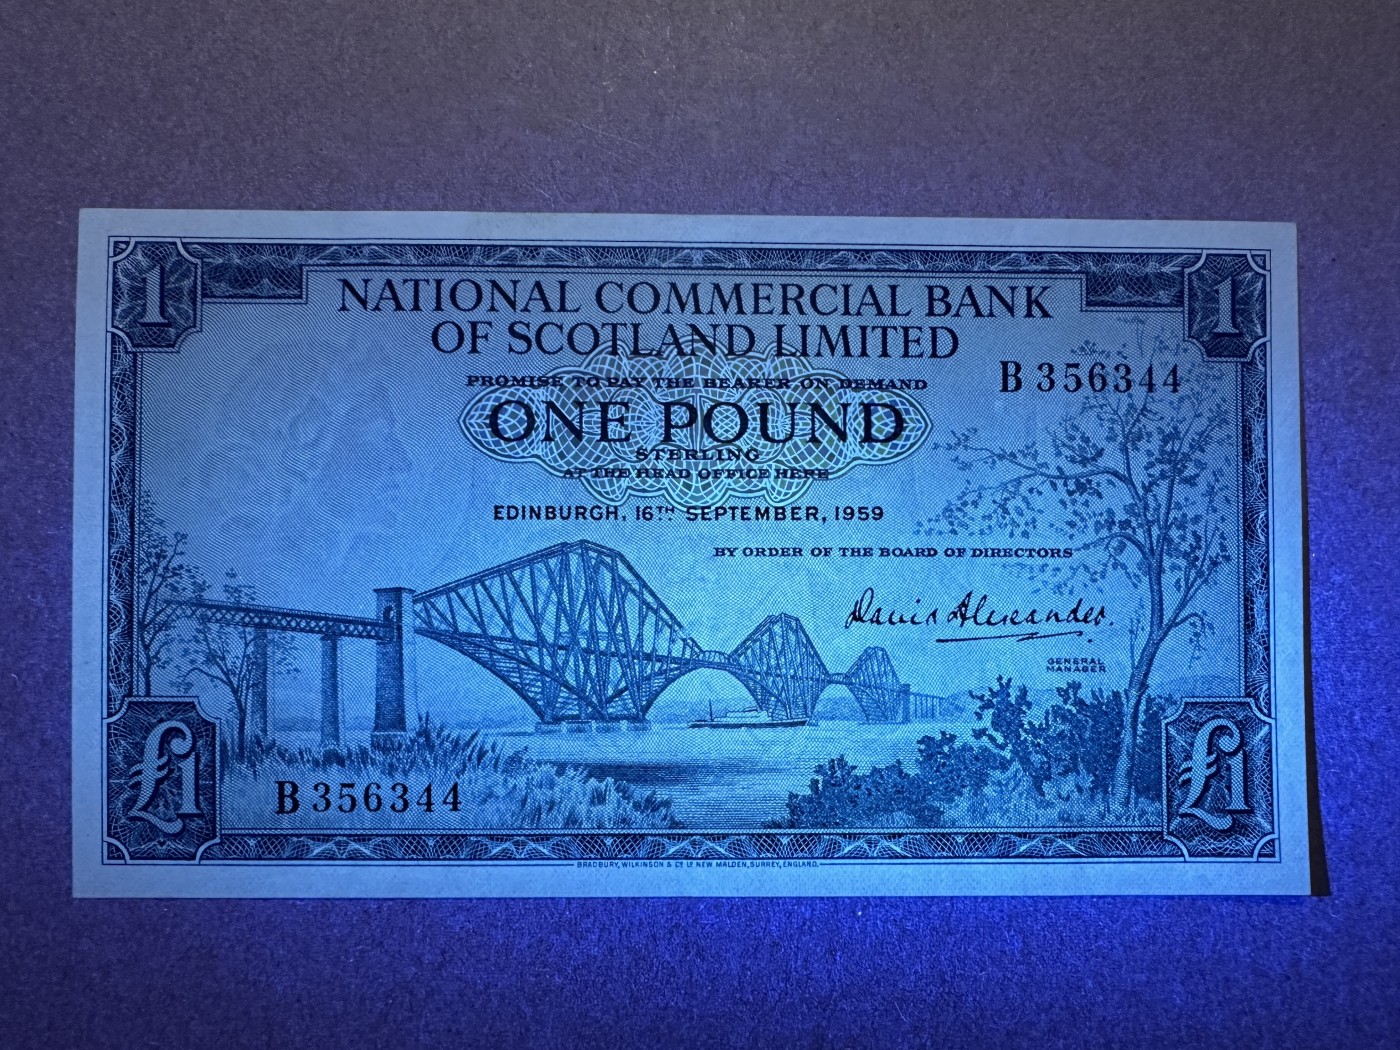 1 1
NATIONAL COMMERCIAL BANK
OF SCOTLAND LIMITED
B 356344
PROMISE TO PAY THE BEARER ON DEMAND
ONE POUND
STERLING
AT THE HEAD OFFICE HERE
EDINBURGH, 16TH SEPTEMBER, 1959
BY ORDER OF THE BOARD OF DIRECTORS
David Alexander.
GENERAL
MANAGER
B 356344
£1 £1
BRADBURY, WILKINSON & Co. Ld. NEW MALDEN, SURREY, ENGLAND.